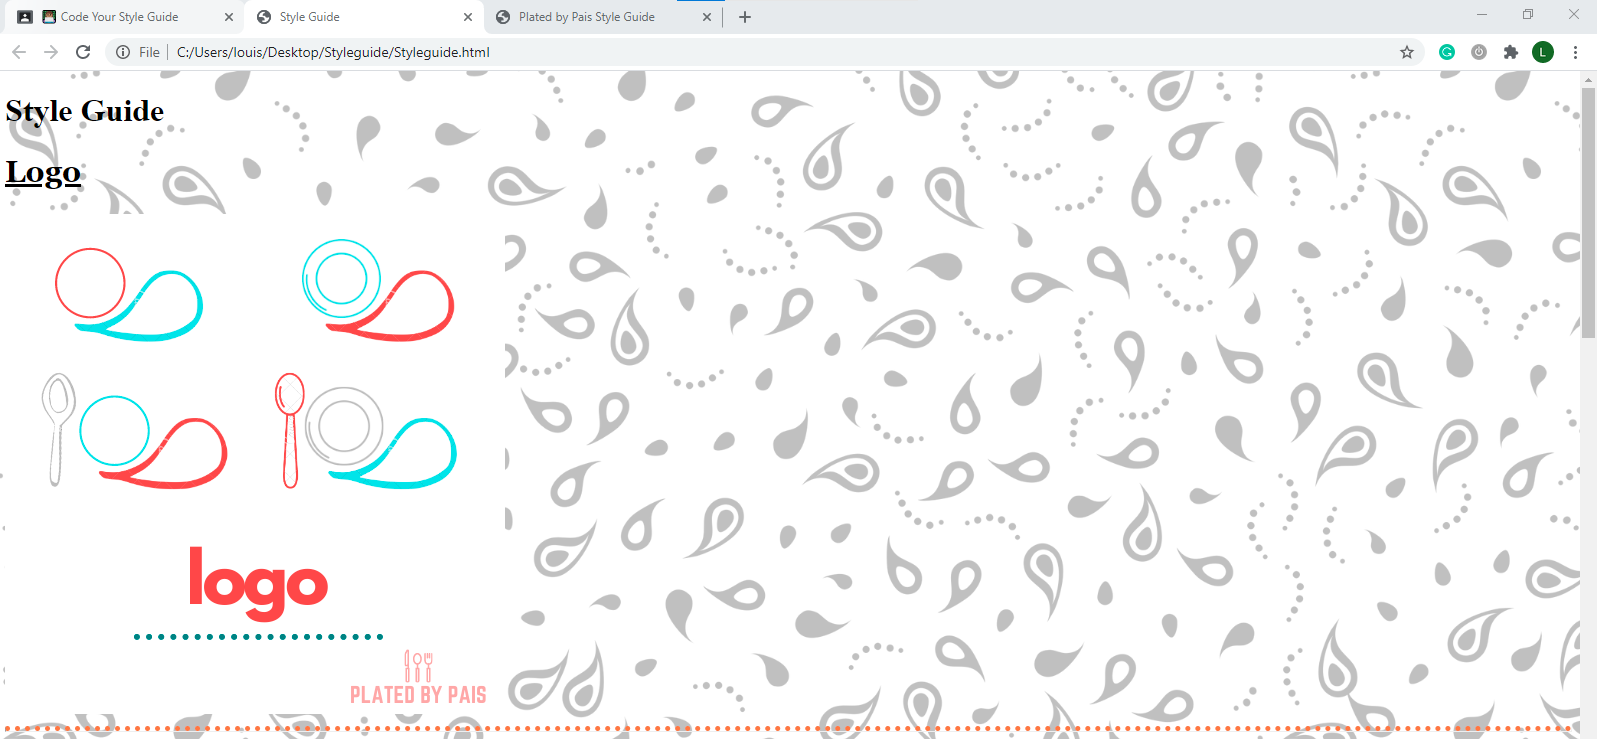 Code Your Style Guide
Style Guide
Plated by Pais Style Guide
File
C:/Users/louis/Desktop/Styleguide/Styleguide.html
L
Style Guide
Logo
logo
PLATED BY PAIS